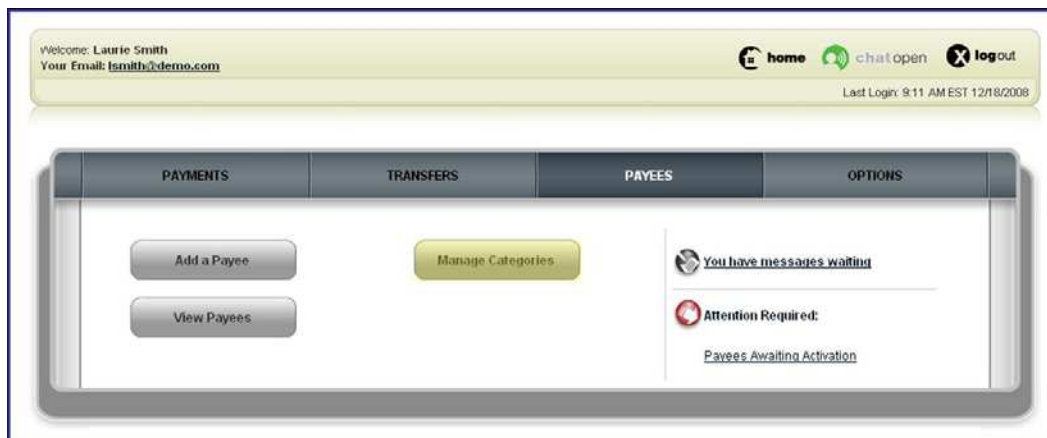 Welcome: Laurie Smith
Your Email: lsmith@demo.com
home chatopen logout
Last Login: 9:11 AM EST 12/18/2008
PAYMENTS TRANSFERS PAYEES OPTIONS
Add a Payee Manage Categories You have messages waiting
View Payees Attention Required:
Payees Awaiting Activation